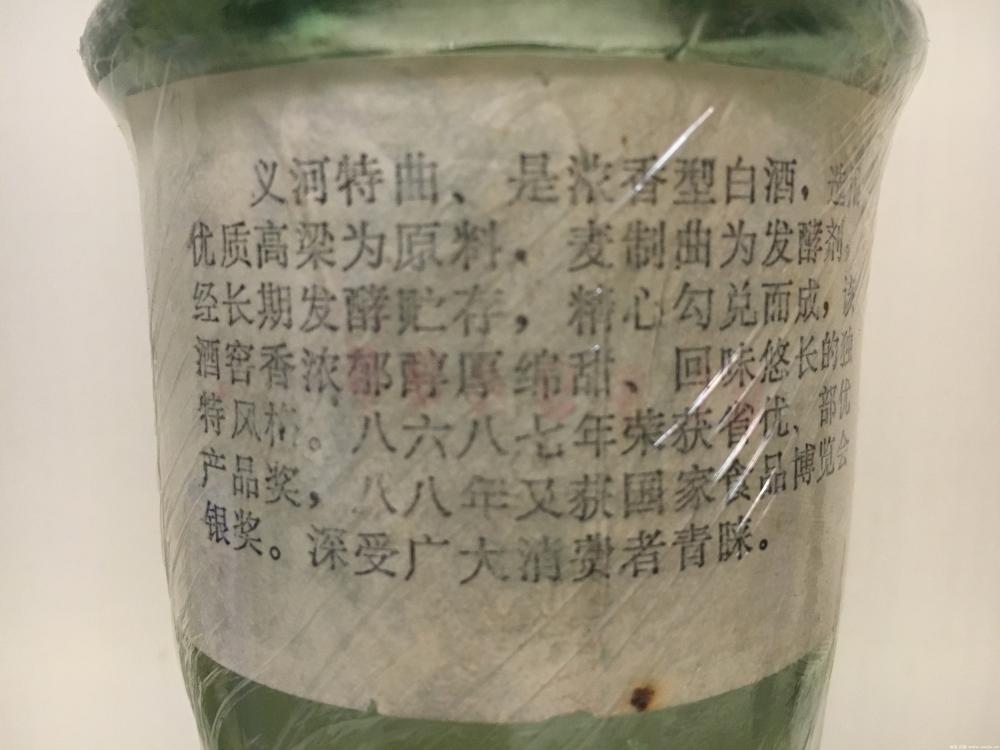 义河特曲、是浓香型白酒，选用
优质高梁为原料．麦制曲为发酵剂，
经长期发酵贮存，精心勾兑而成，该
酒窖香浓郁醇厚绵甜、回味悠长的独
特风格。八六八七年荣获省优、部优
产品奖，八八年又获国家食品博览会
银奖。深受广大消费者青睐。